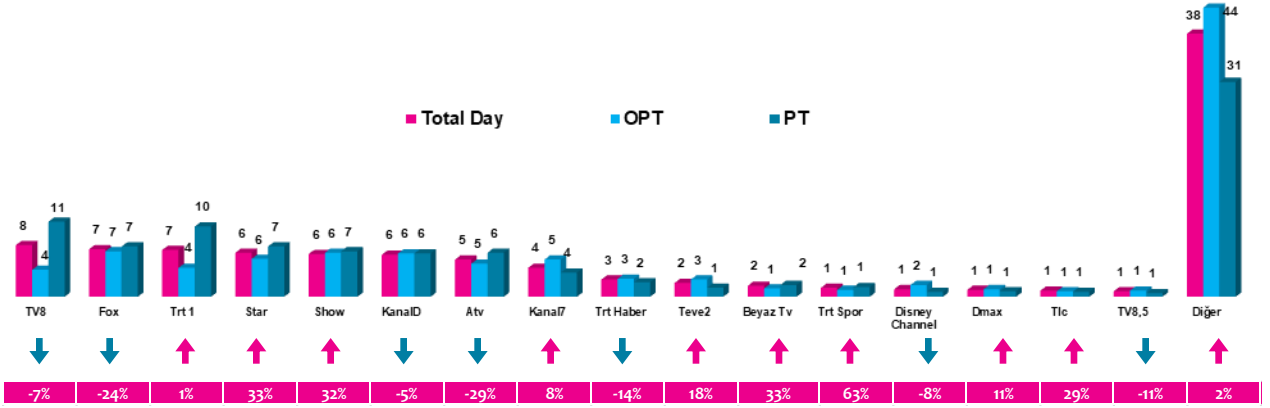 Total Day OPT PT
8 4 11 7 7 7 7 4 10 6 6 7 6 6 7 6 6 6 5 5 6 4 5 4 3 3 2 2 3 1 2 1 2 1 1 1 1 2 1 1 1 1 1 1 1 1 1 1 38 44 31
TV8 Fox Trt 1 Star Show KanalD Atv Kanal7 Trt Haber Teve2 Beyaz Tv Trt Spor Disney Channel Dmax Tlc TV8,5 Diğer
-7% -24% 1% 33% 32% -5% -29% 8% -14% 18% 33% 63% -8% 11% 29% -11% 2%